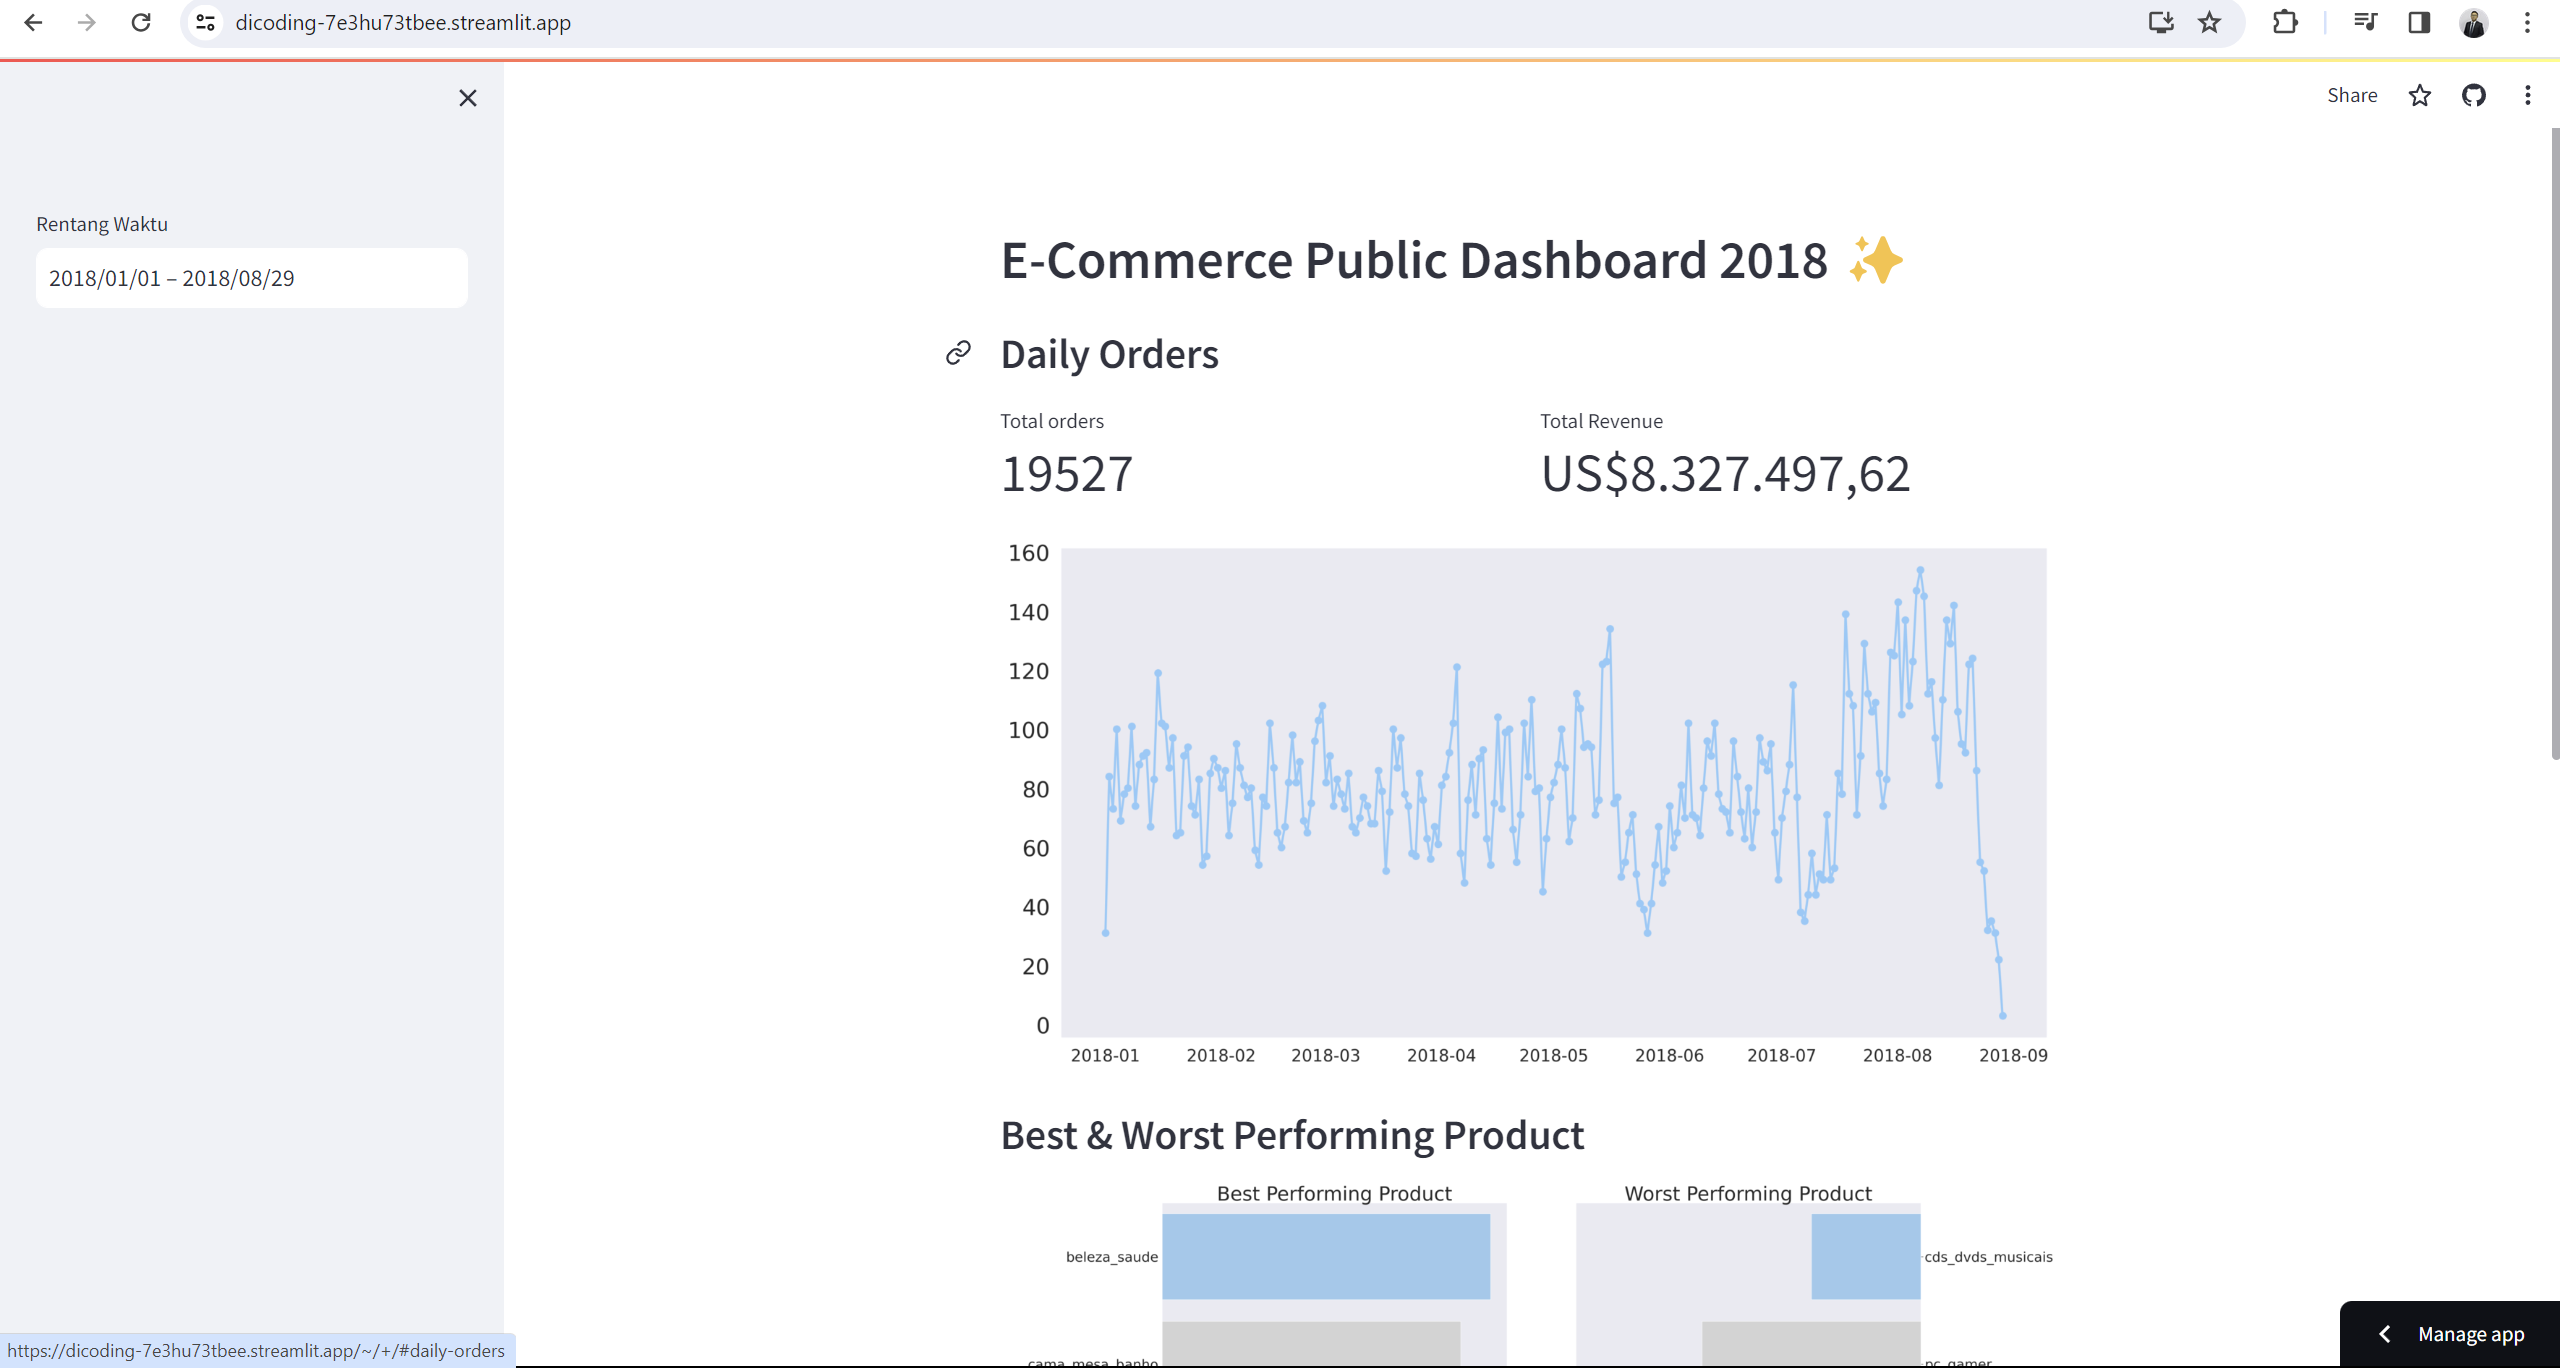 dicoding-7e3hu73tbee.streamlit.app
Share
Rentang Waktu
2018/01/01 – 2018/08/29
E-Commerce Public Dashboard 2018 ✨
Daily Orders
Total orders
Total Revenue
19527
US$8.327.497,62
160
140
120
100
80
60
40
20
0
2018-01 2018-02 2018-03 2018-04 2018-05 2018-06 2018-07 2018-08 2018-09
Best & Worst Performing Product
Best Performing Product
Worst Performing Product
beleza_saude
cds_dvds_musicais
cama_mesa_banho
pc_gamer
Manage app
https://dicoding-7e3hu73tbee.streamlit.app/~/+/#daily-orders